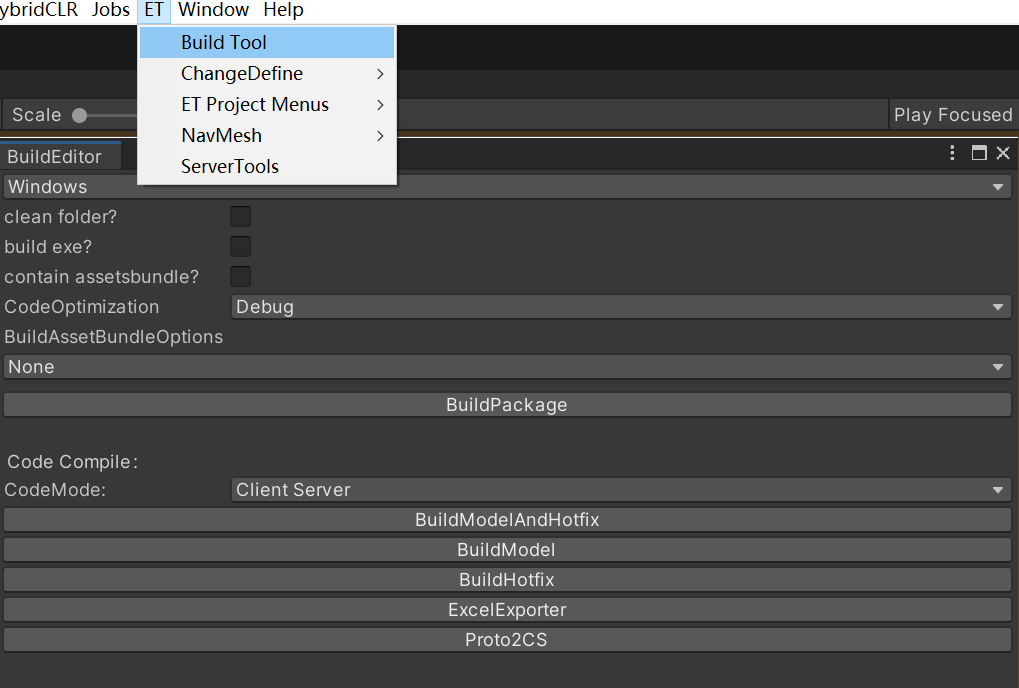 ybridCLR Jobs ET Window Help
Build Tool
ChangeDefine
ET Project Menus
NavMesh
ServerTools
Scale
Play Focused
BuildEditor
Windows
clean folder?
build exe?
contain assetsbundle?
CodeOptimization Debug
BuildAssetBundleOptions
None
BuildPackage
Code Compile:
CodeMode: Client Server
BuildModelAndHotfix
BuildModel
BuildHotfix
ExcelExporter
Proto2CS